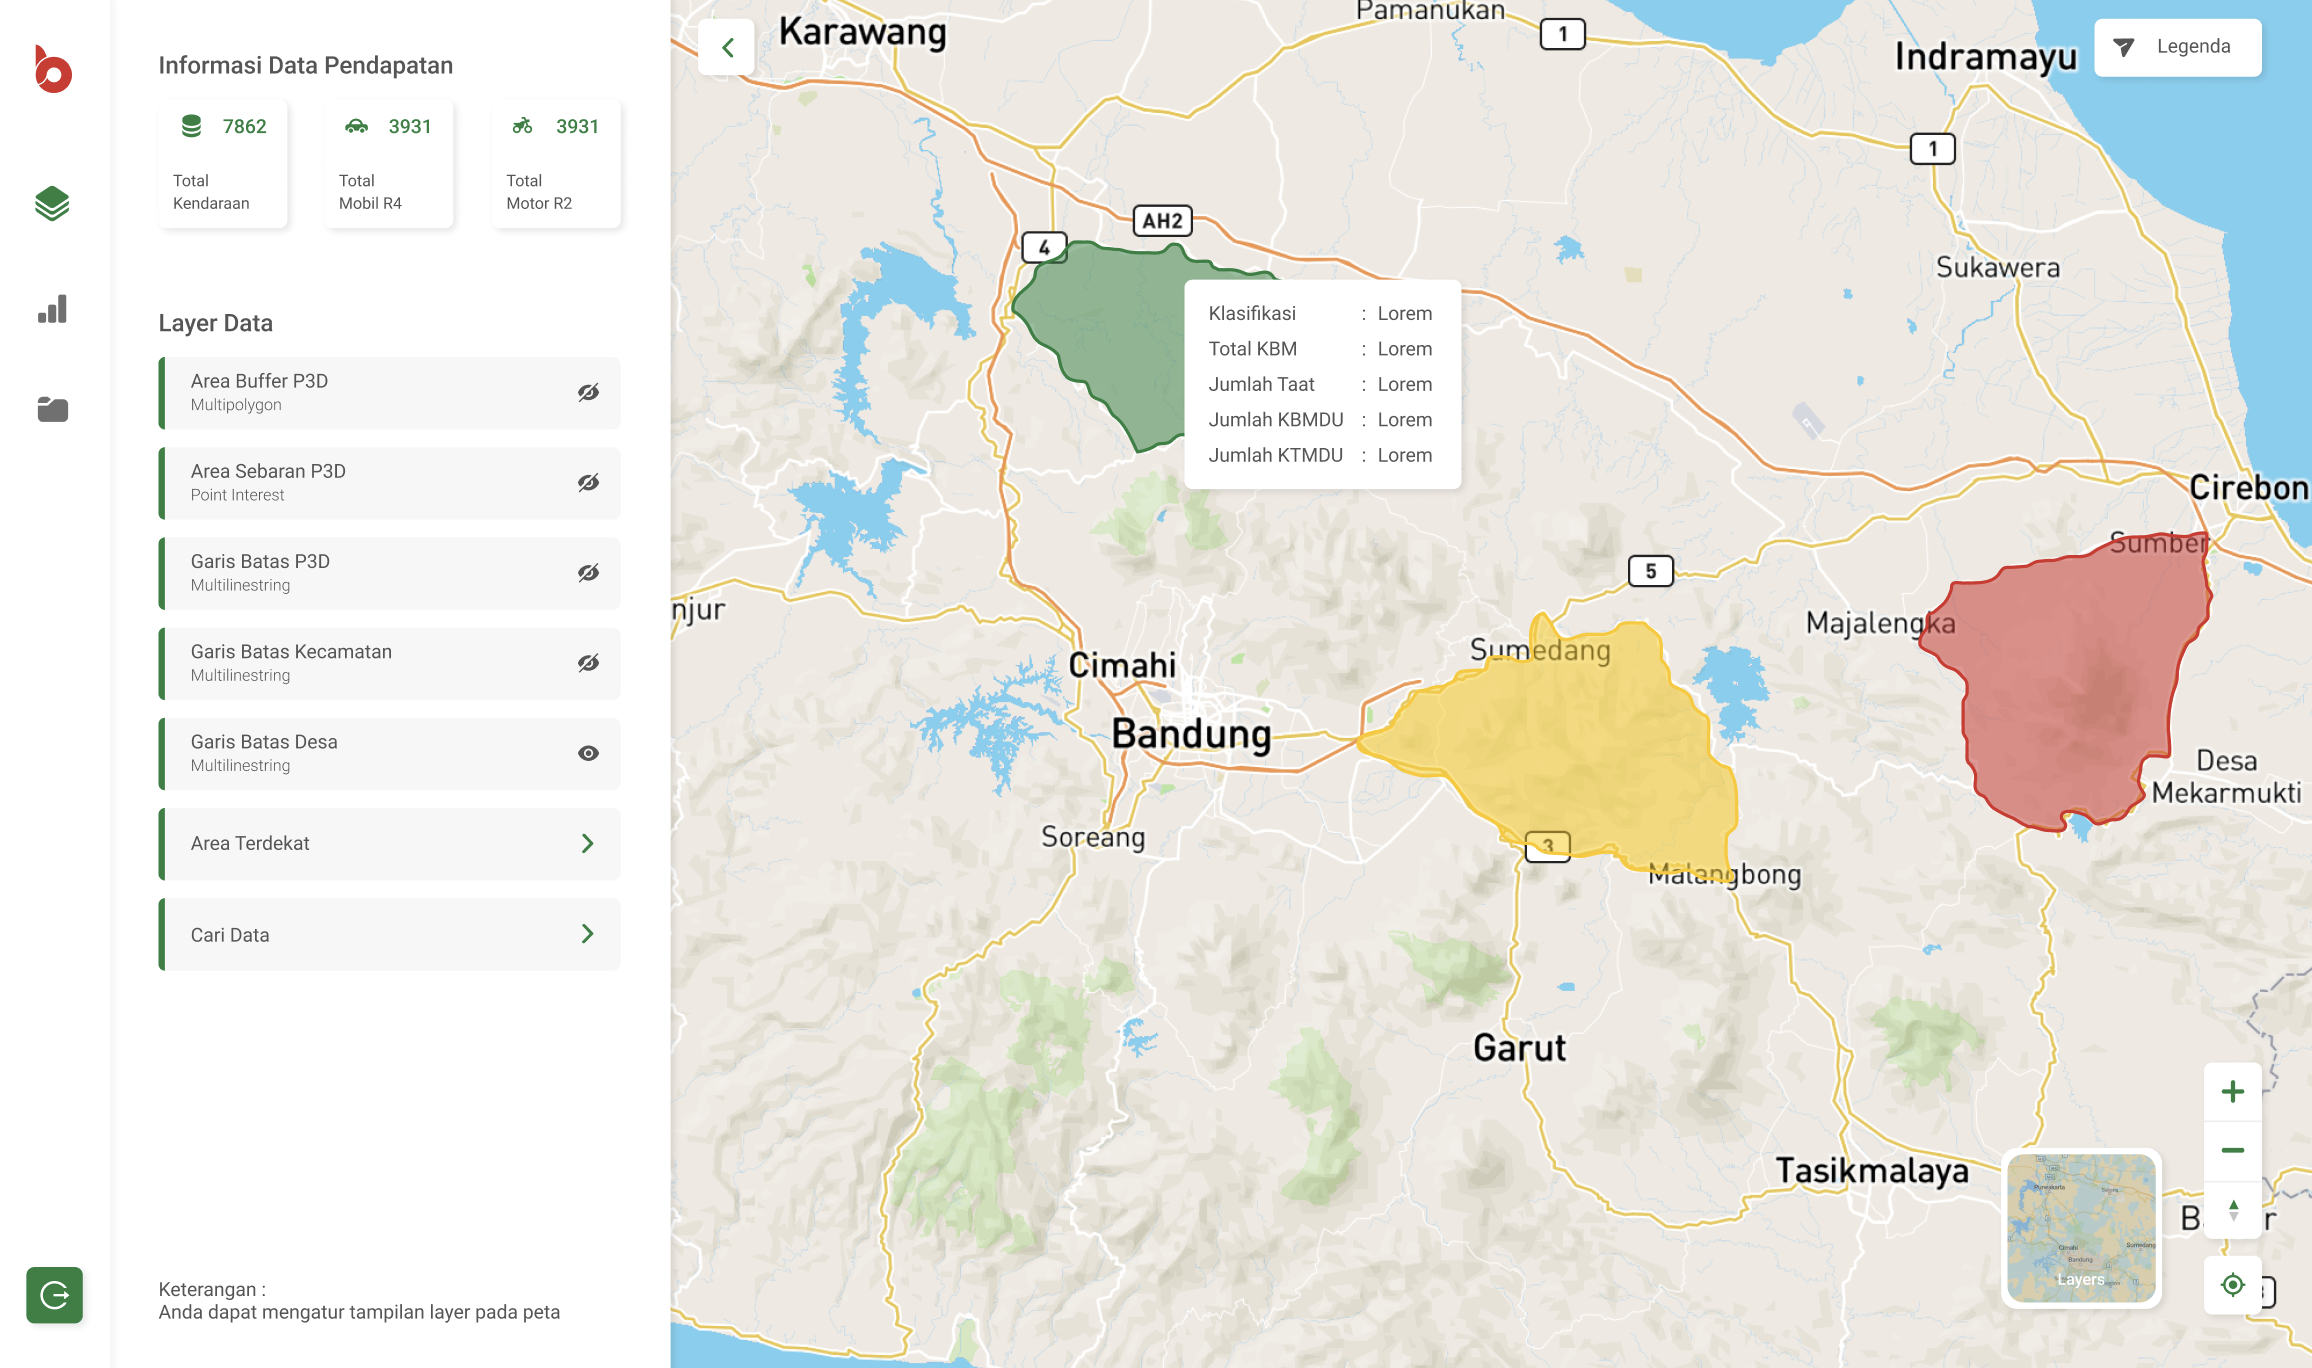 Informasi Data Pendapatan
7862
Total
Kendaraan
3931
Total
Mobil R4
3931
Total
Motor R2
Layer Data
Area Buffer P3D
Multipolygon
Area Sebaran P3D
Point Interest
Garis Batas P3D
Multilinestring
Garis Batas Kecamatan
Multilinestring
Garis Batas Desa
Multilinestring
Area Terdekat
Cari Data
Keterangan :
Anda dapat mengatur tampilan layer pada peta
Karawang
Pamanukan
1
Indramayu
Legenda
1
AH2
4
Sukawera
Klasifikasi : Lorem
Total KBM : Lorem
Jumlah Taat : Lorem
Jumlah KBMDU : Lorem
Jumlah KTMDU : Lorem
Cirebon
Sumber
5
njur
Majalengka
Sumedang
Cimahi
Bandung
Desa
Mekarmukti
Soreang
3
Malangbong
Garut
Tasikmalaya
Cimahi
Bandung
Sumedang
Layers